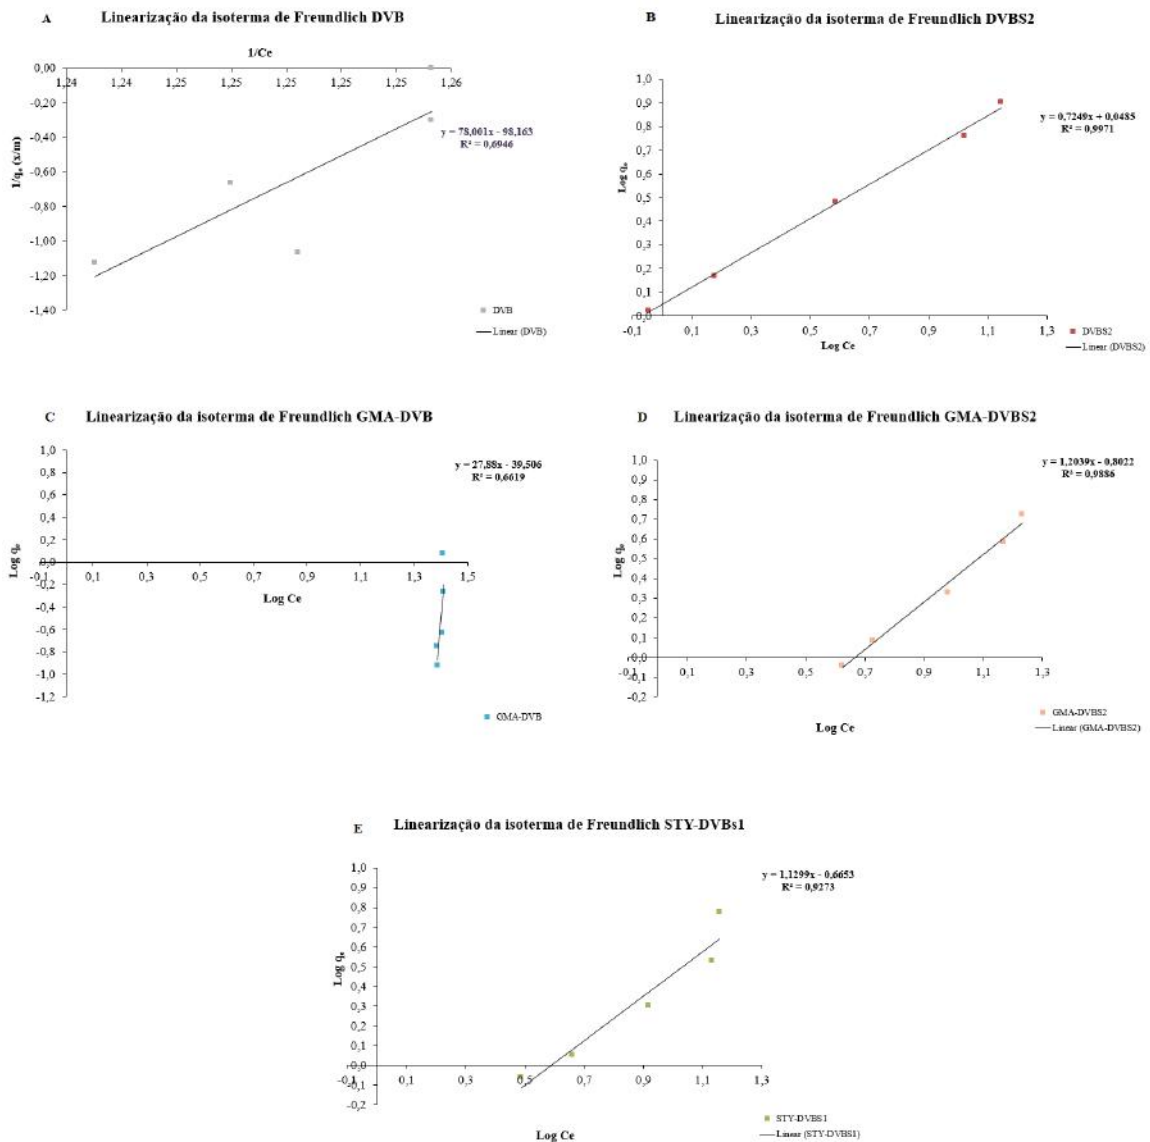 A Linearização da isoterma de Freundlich DVB
1/Ce
0,00
1,24 1,24 1,24 1,25 1,25 1,25 1,25 1,26
-0,20
-0,40
-0,60
-0,80
-1,00
-1,20
-1,40
1/qe (x/m)
y = 78,001x - 98,163
R² = 0,6946
DVB
Linear (DVB)
B Linearização da isoterma de Freundlich DVBS2
1,0
0,9
0,8
0,7
0,6
0,5
0,4
0,3
0,2
0,1
0,0
Log qe
-0,1 0,1 0,3 0,5 0,7 0,9 1,1 1,3
Log Ce
y = 0,7249x + 0,0485
R² = 0,9971
DVBS2
Linear (DVBS2)
C Linearização da isoterma de Freundlich GMA-DVB
1,0
0,8
0,6
0,4
0,2
0,0
-0,2
-0,4
-0,6
-0,8
-1,0
-1,2
Log qe
-0,1 0,1 0,3 0,5 0,7 0,9 1,1 1,3 1,5
Log Ce
y = 27,88x - 39,506
R² = 0,6619
GMA-DVB
D Linearização da isoterma de Freundlich GMA-DVBS2
1,0
0,9
0,8
0,7
0,6
0,5
0,4
0,3
0,2
0,1
0,0
-0,1
-0,2
Log qe
-0,1 0,1 0,3 0,5 0,7 0,9 1,1 1,3
Log Ce
y = 1,2039x - 0,8022
R² = 0,9886
GMA-DVBS2
Linear (GMA-DVBS2)
E Linearização da isoterma de Freundlich STY-DVBs1
1,0
0,9
0,8
0,7
0,6
0,5
0,4
0,3
0,2
0,1
0,0
-0,1
-0,2
Log qe
-0,1 0,1 0,3 0,5 0,7 0,9 1,1 1,3
Log Ce
y = 1,1299x - 0,6653
R² = 0,9273
STY-DVBS1
Linear (STY-DVBS1)